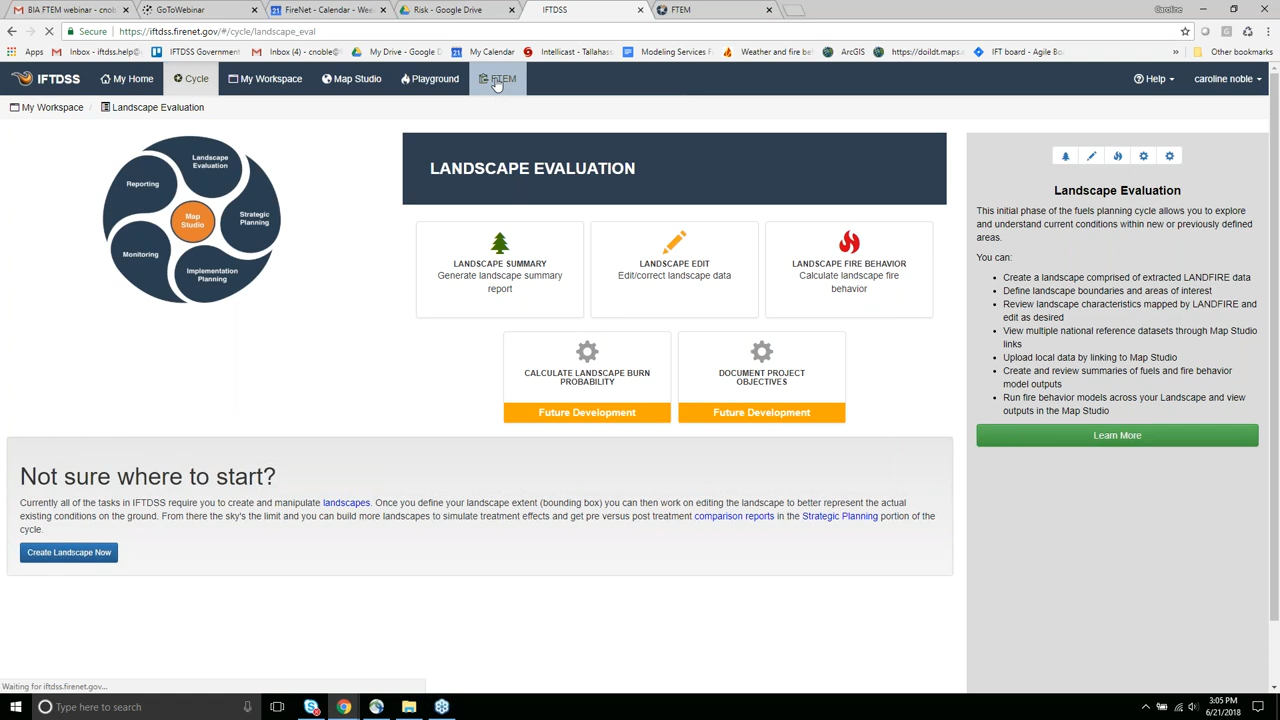 BIA FTEM webinar - cnob
GoToWebinar
FireNet - Calendar - Wee
Risk - Google Drive
IFTDSS
FTEM
Caroline
Secure
https://iftdss.firenet.gov/#/cycle/landscape_eval
Apps
Inbox - iftdss.help@
IFTDSS Government
Inbox (4) - cnoble@
My Drive - Google D
My Calendar
Intellicast - Tallahass
Modeling Services F
Weather and fire be
ArcGIS
https://doildt.maps.a
IFT board - Agile Boa
»
Other bookmarks
IFTDSS
My Home
Cycle
My Workspace
Map Studio
Playground
FTEM
Help
caroline noble
My Workspace / Landscape Evaluation
Landscape
Evaluation
Reporting
Strategic
Planning
Map
Studio
Monitoring
Implementation
Planning
LANDSCAPE EVALUATION
LANDSCAPE SUMMARY
Generate landscape summary
report
LANDSCAPE EDIT
Edit/correct landscape data
LANDSCAPE FIRE BEHAVIOR
Calculate landscape fire
behavior
CALCULATE LANDSCAPE BURN
PROBABILITY
Future Development
DOCUMENT PROJECT
OBJECTIVES
Future Development
Landscape Evaluation
This initial phase of the fuels planning cycle allows you to explore
and understand current conditions within new or previously defined
areas.
You can:
• Create a landscape comprised of extracted LANDFIRE data
• Define landscape boundaries and areas of interest
• Review landscape characteristics mapped by LANDFIRE and
edit as desired
• View multiple national reference datasets through Map Studio
links
• Upload local data by linking to Map Studio
• Create and review summaries of fuels and fire behavior
model outputs
• Run fire behavior models across your Landscape and view
outputs in the Map Studio
Learn More
Not sure where to start?
Currently all of the tasks in IFTDSS require you to create and manipulate landscapes. Once you define your landscape extent (bounding box) you can then work on editing the landscape to better represent the actual
existing conditions on the ground. From there the sky's the limit and you can build more landscapes to simulate treatment effects and get pre versus post treatment comparison reports in the Strategic Planning portion of the
cycle.
Create Landscape Now
Waiting for iftdss.firenet.gov...
Type here to search
3:05 PM
6/21/2018